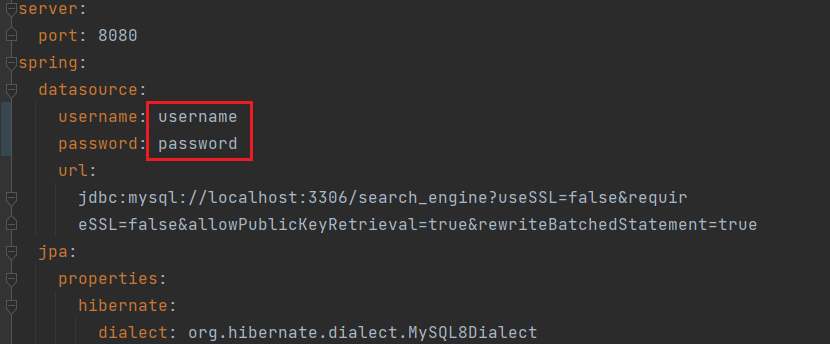 server:
port: 8080
spring:
datasource:
username: username
password: password
url:
jdbc:mysql://localhost:3306/search_engine?useSSL=false&requir
eSSL=false&allowPublicKeyRetrieval=true&rewriteBatchedStatement=true
jpa:
properties:
hibernate:
dialect: org.hibernate.dialect.MySQL8Dialect